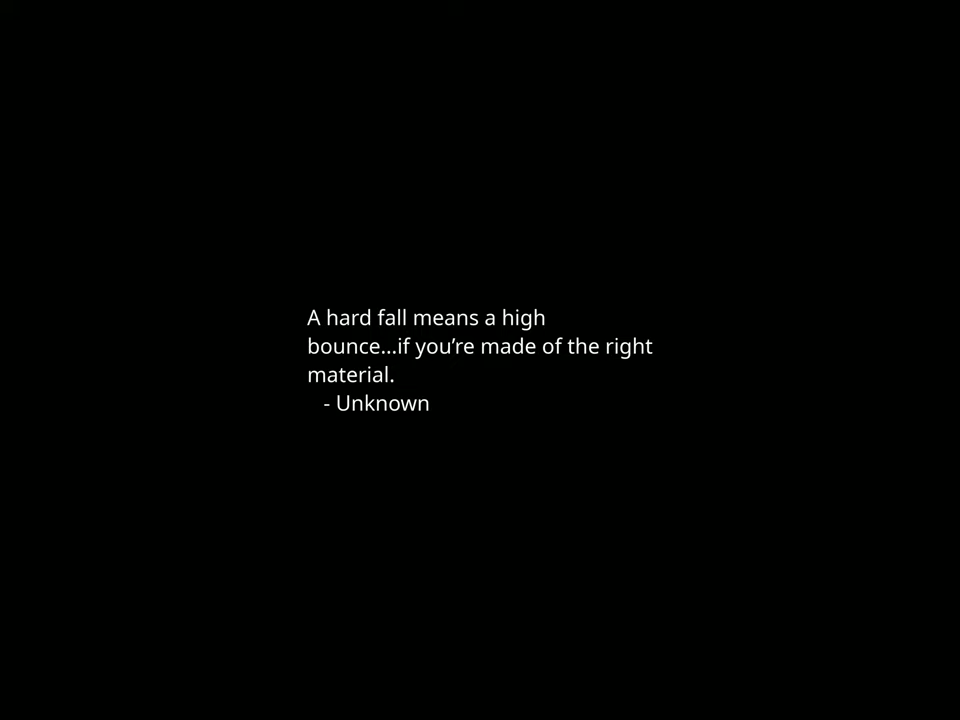 A hard fall means a high
bounce...if you’re made of the right
material.
- Unknown